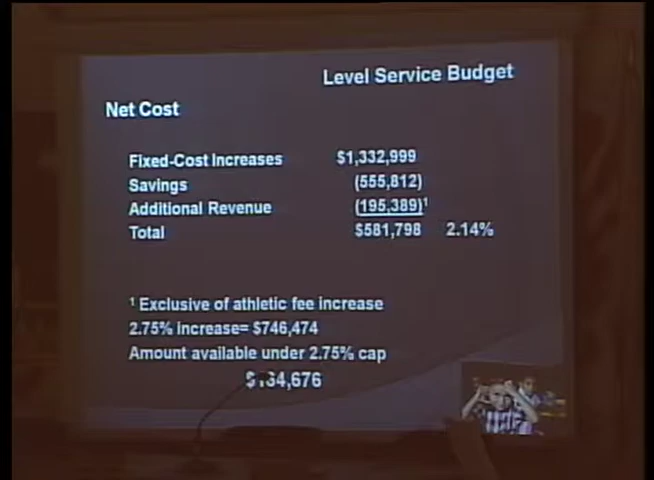 Level Service Budget
Net Cost
Fixed-Cost Increases $1,332,999
Savings (555,812)
Additional Revenue (195,389)¹
Total $581,798 2.14%
¹ Exclusive of athletic fee increase
2.75% increase= $746,474
Amount available under 2.75% cap
$164,676